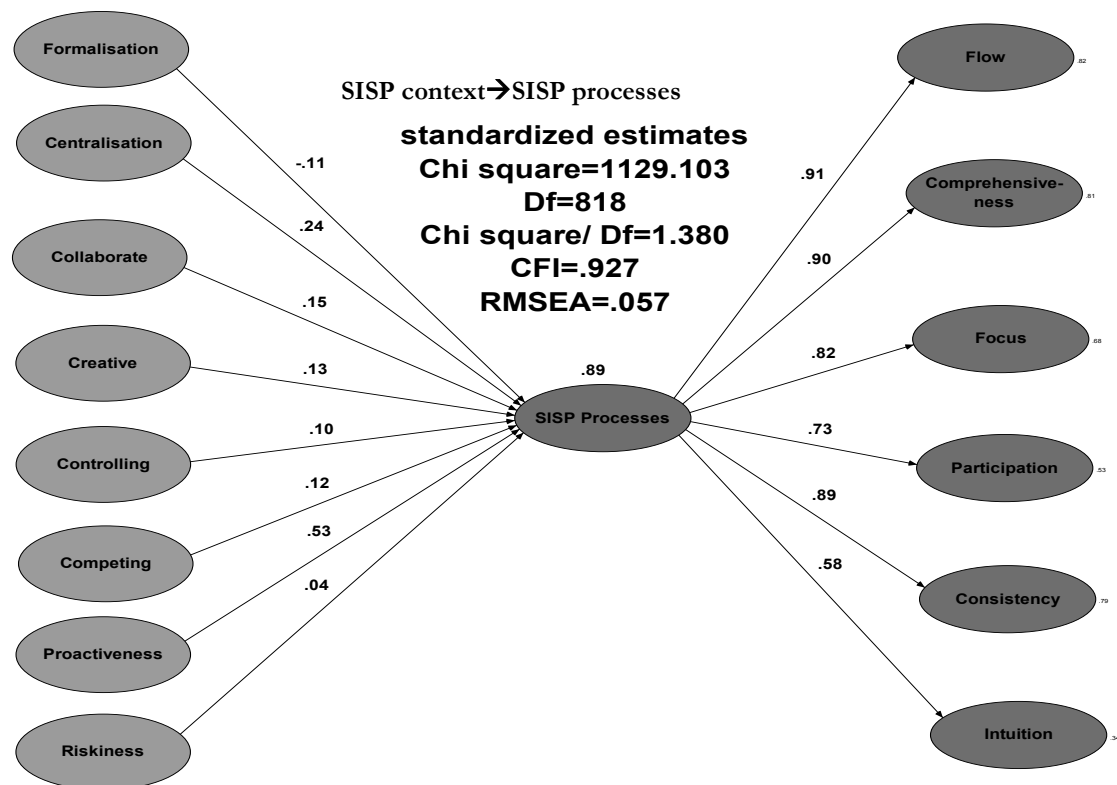 Formalisation
Centralisation
Collaborate
Creative
Controlling
Competing
Proactiveness
Riskiness
-.11
.24
.15
.13
.10
.12
.53
.04
SISP context→SISP processes
standardized estimates
Chi square=1129.103
Df=818
Chi square/ Df=1.380
CFI=.927
RMSEA=.057
.89
SISP Processes
.91
.90
.82
.73
.89
.58
Flow
.82
Comprehensive-
ness
.81
Focus
.68
Participation
.53
Consistency
.79
Intuition
.34